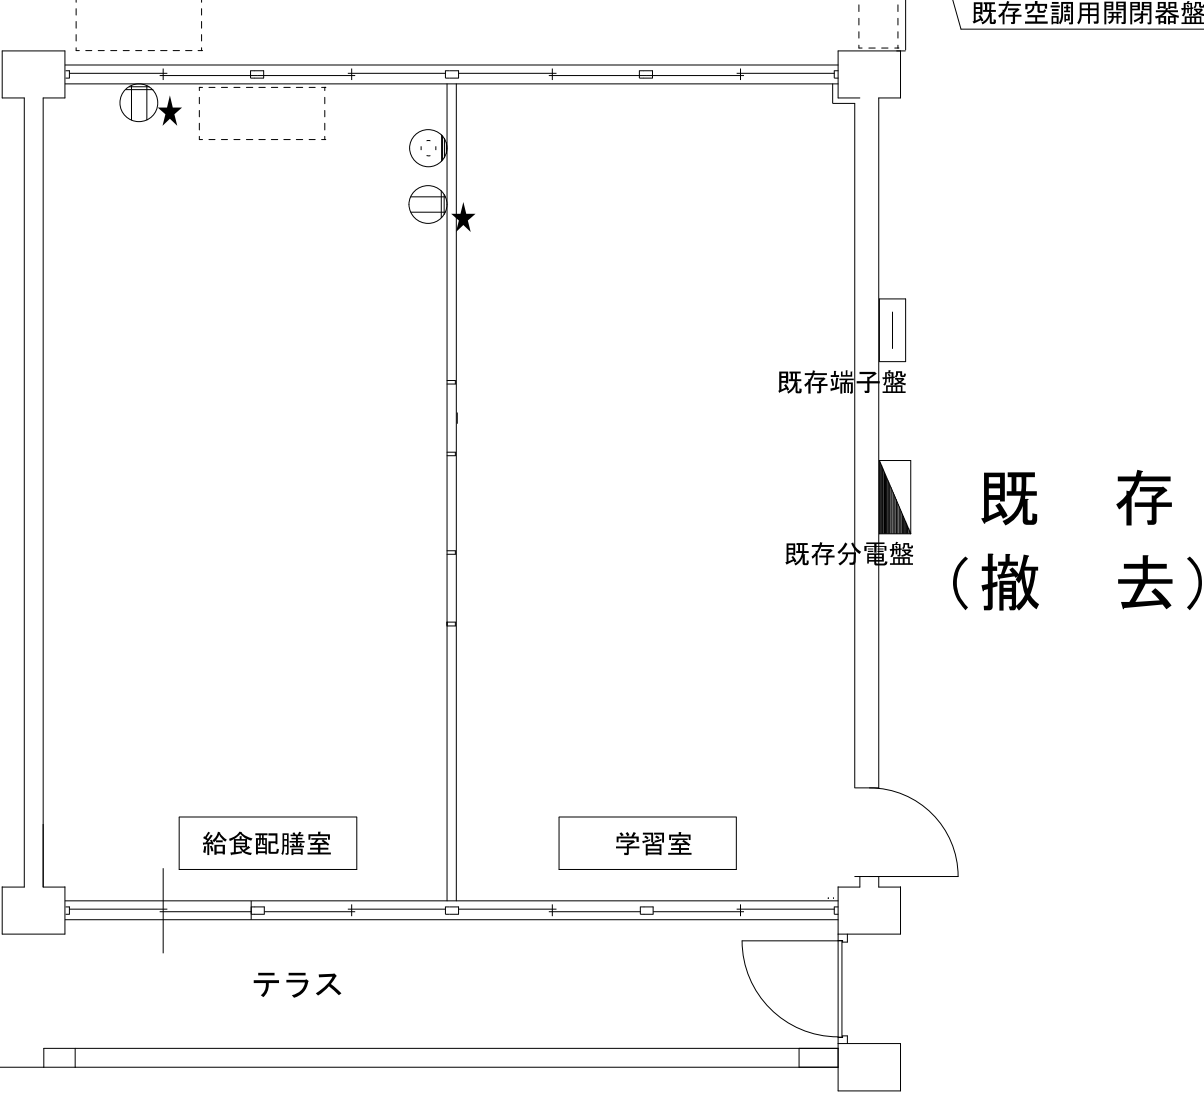 既存空調用開閉器盤
既存端子盤
既　存
既存分電盤
（撤　去）
給食配膳室
学習室
テラス